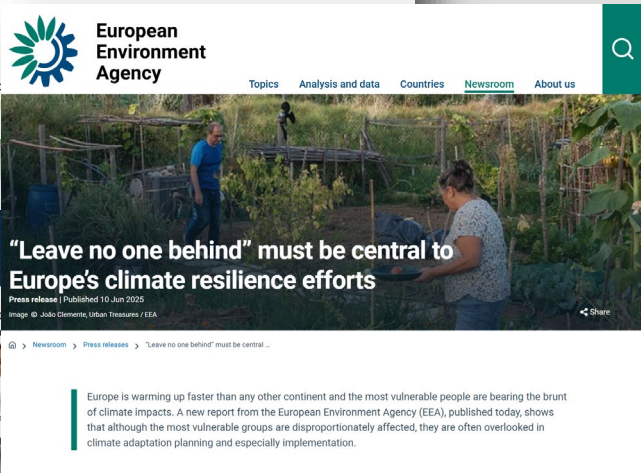 European
Environment
Agency
Topics Analysis and data Countries Newsroom About us
“Leave no one behind” must be central to
Europe’s climate resilience efforts
Press release | Published 10 Jun 2025
Image © João Clemente, Urban Treasures / EEA
Share
Newsroom > Press releases > "Leave no one behind" must be central ...
Europe is warming up faster than any other continent and the most vulnerable people are bearing the brunt
of climate impacts. A new report from the European Environment Agency (EEA), published today, shows
that although the most vulnerable groups are disproportionately affected, they are often overlooked in
climate adaptation planning and especially implementation.